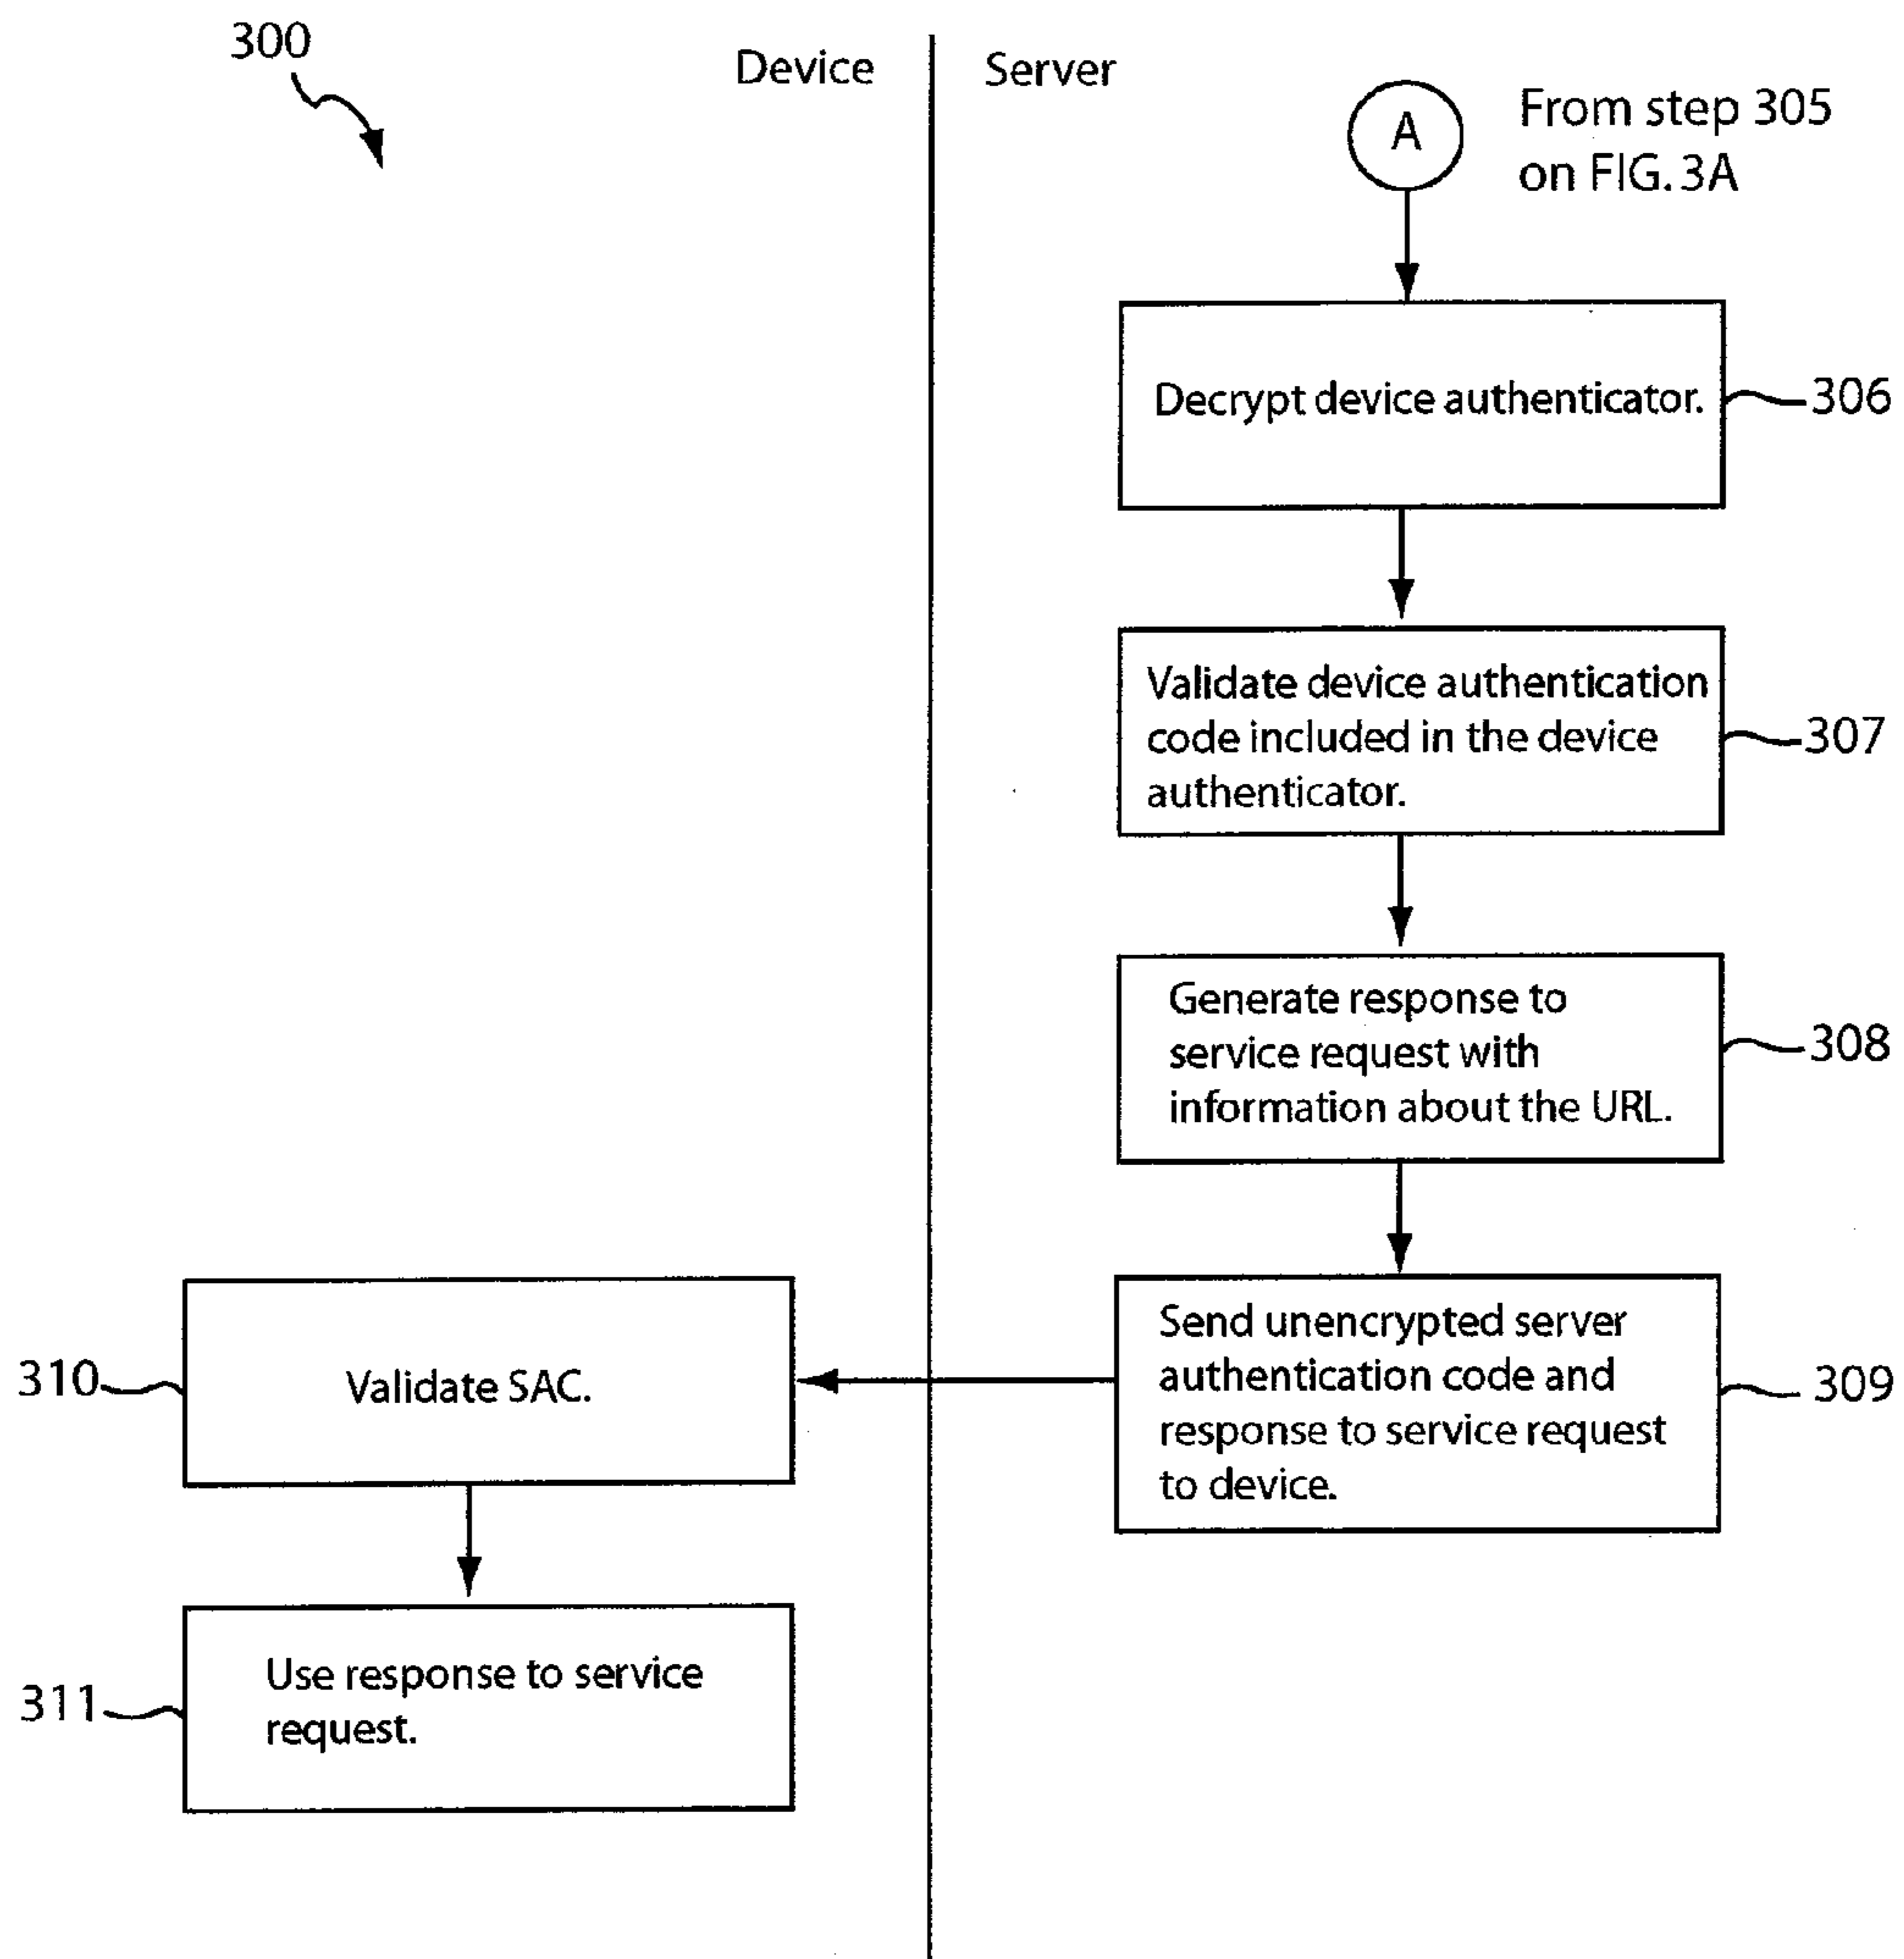 300
Device
Server
A
From step 305
on FIG. 3A
Decrypt device authenticator.
306
Validate device authentication
code included in the device
authenticator.
307
Generate response to
service request with
information about the URL.
308
Send unencrypted server
authentication code and
response to service request
to device.
309
310
Validate SAC.
311
Use response to service
request.